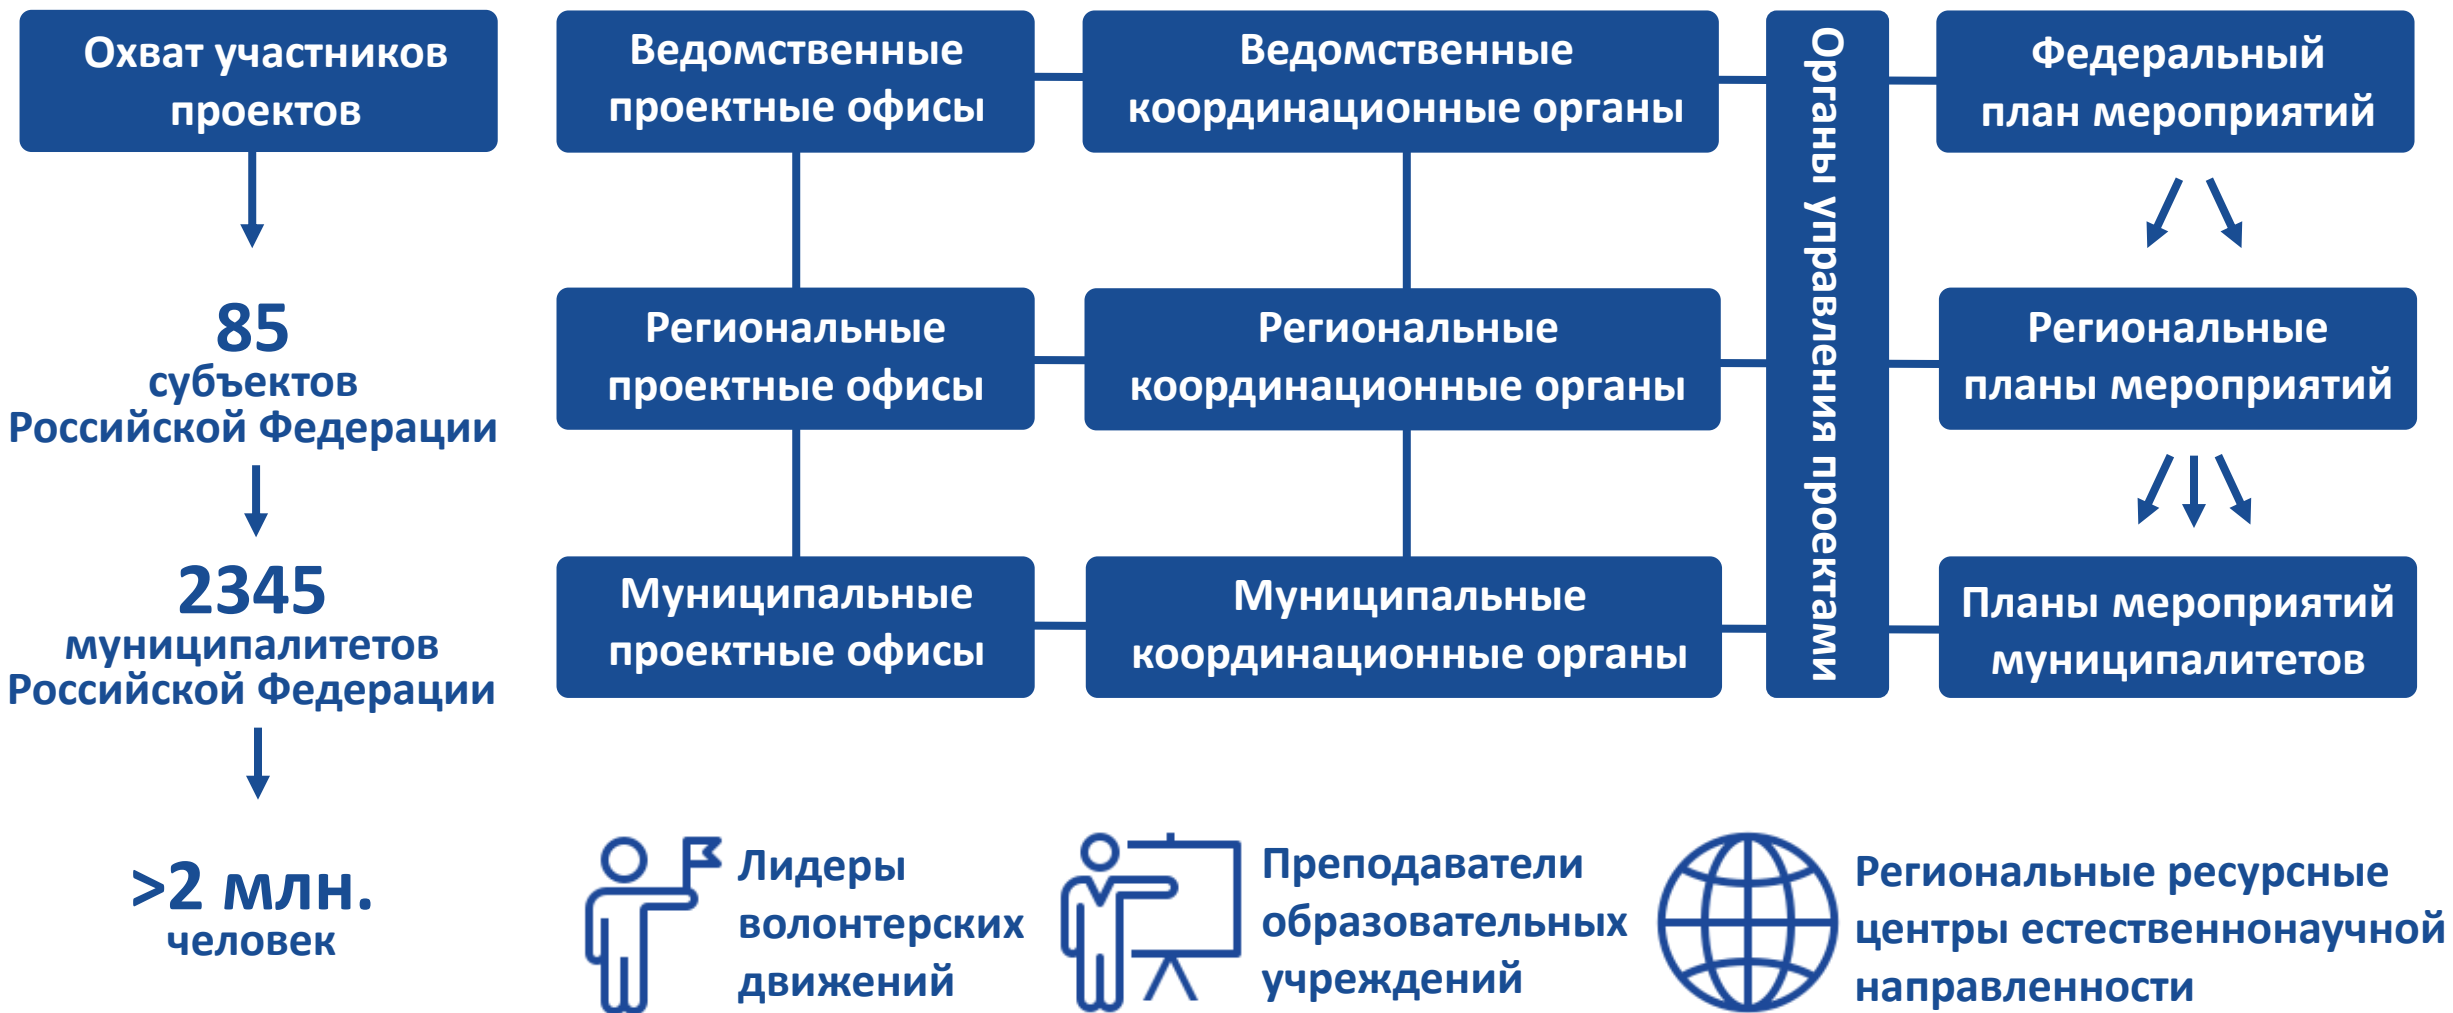 Охват участников
проектов
85
субъектов
Российской Федерации
2345
муниципалитетов
Российской Федерации
>2 млн.
человек
Ведомственные
проектные офисы
Ведомственные
координационные органы
Региональные
проектные офисы
Региональные
координационные органы
Муниципальные
проектные офисы
Муниципальные
координационные органы
Органы управления проектами
Федеральный
план мероприятий
Региональные
планы мероприятий
Планы мероприятий
муниципалитетов
Лидеры
волонтерских
движений
Преподаватели
образовательных
учреждений
Региональные ресурсные
центры естественнонаучной
направленности